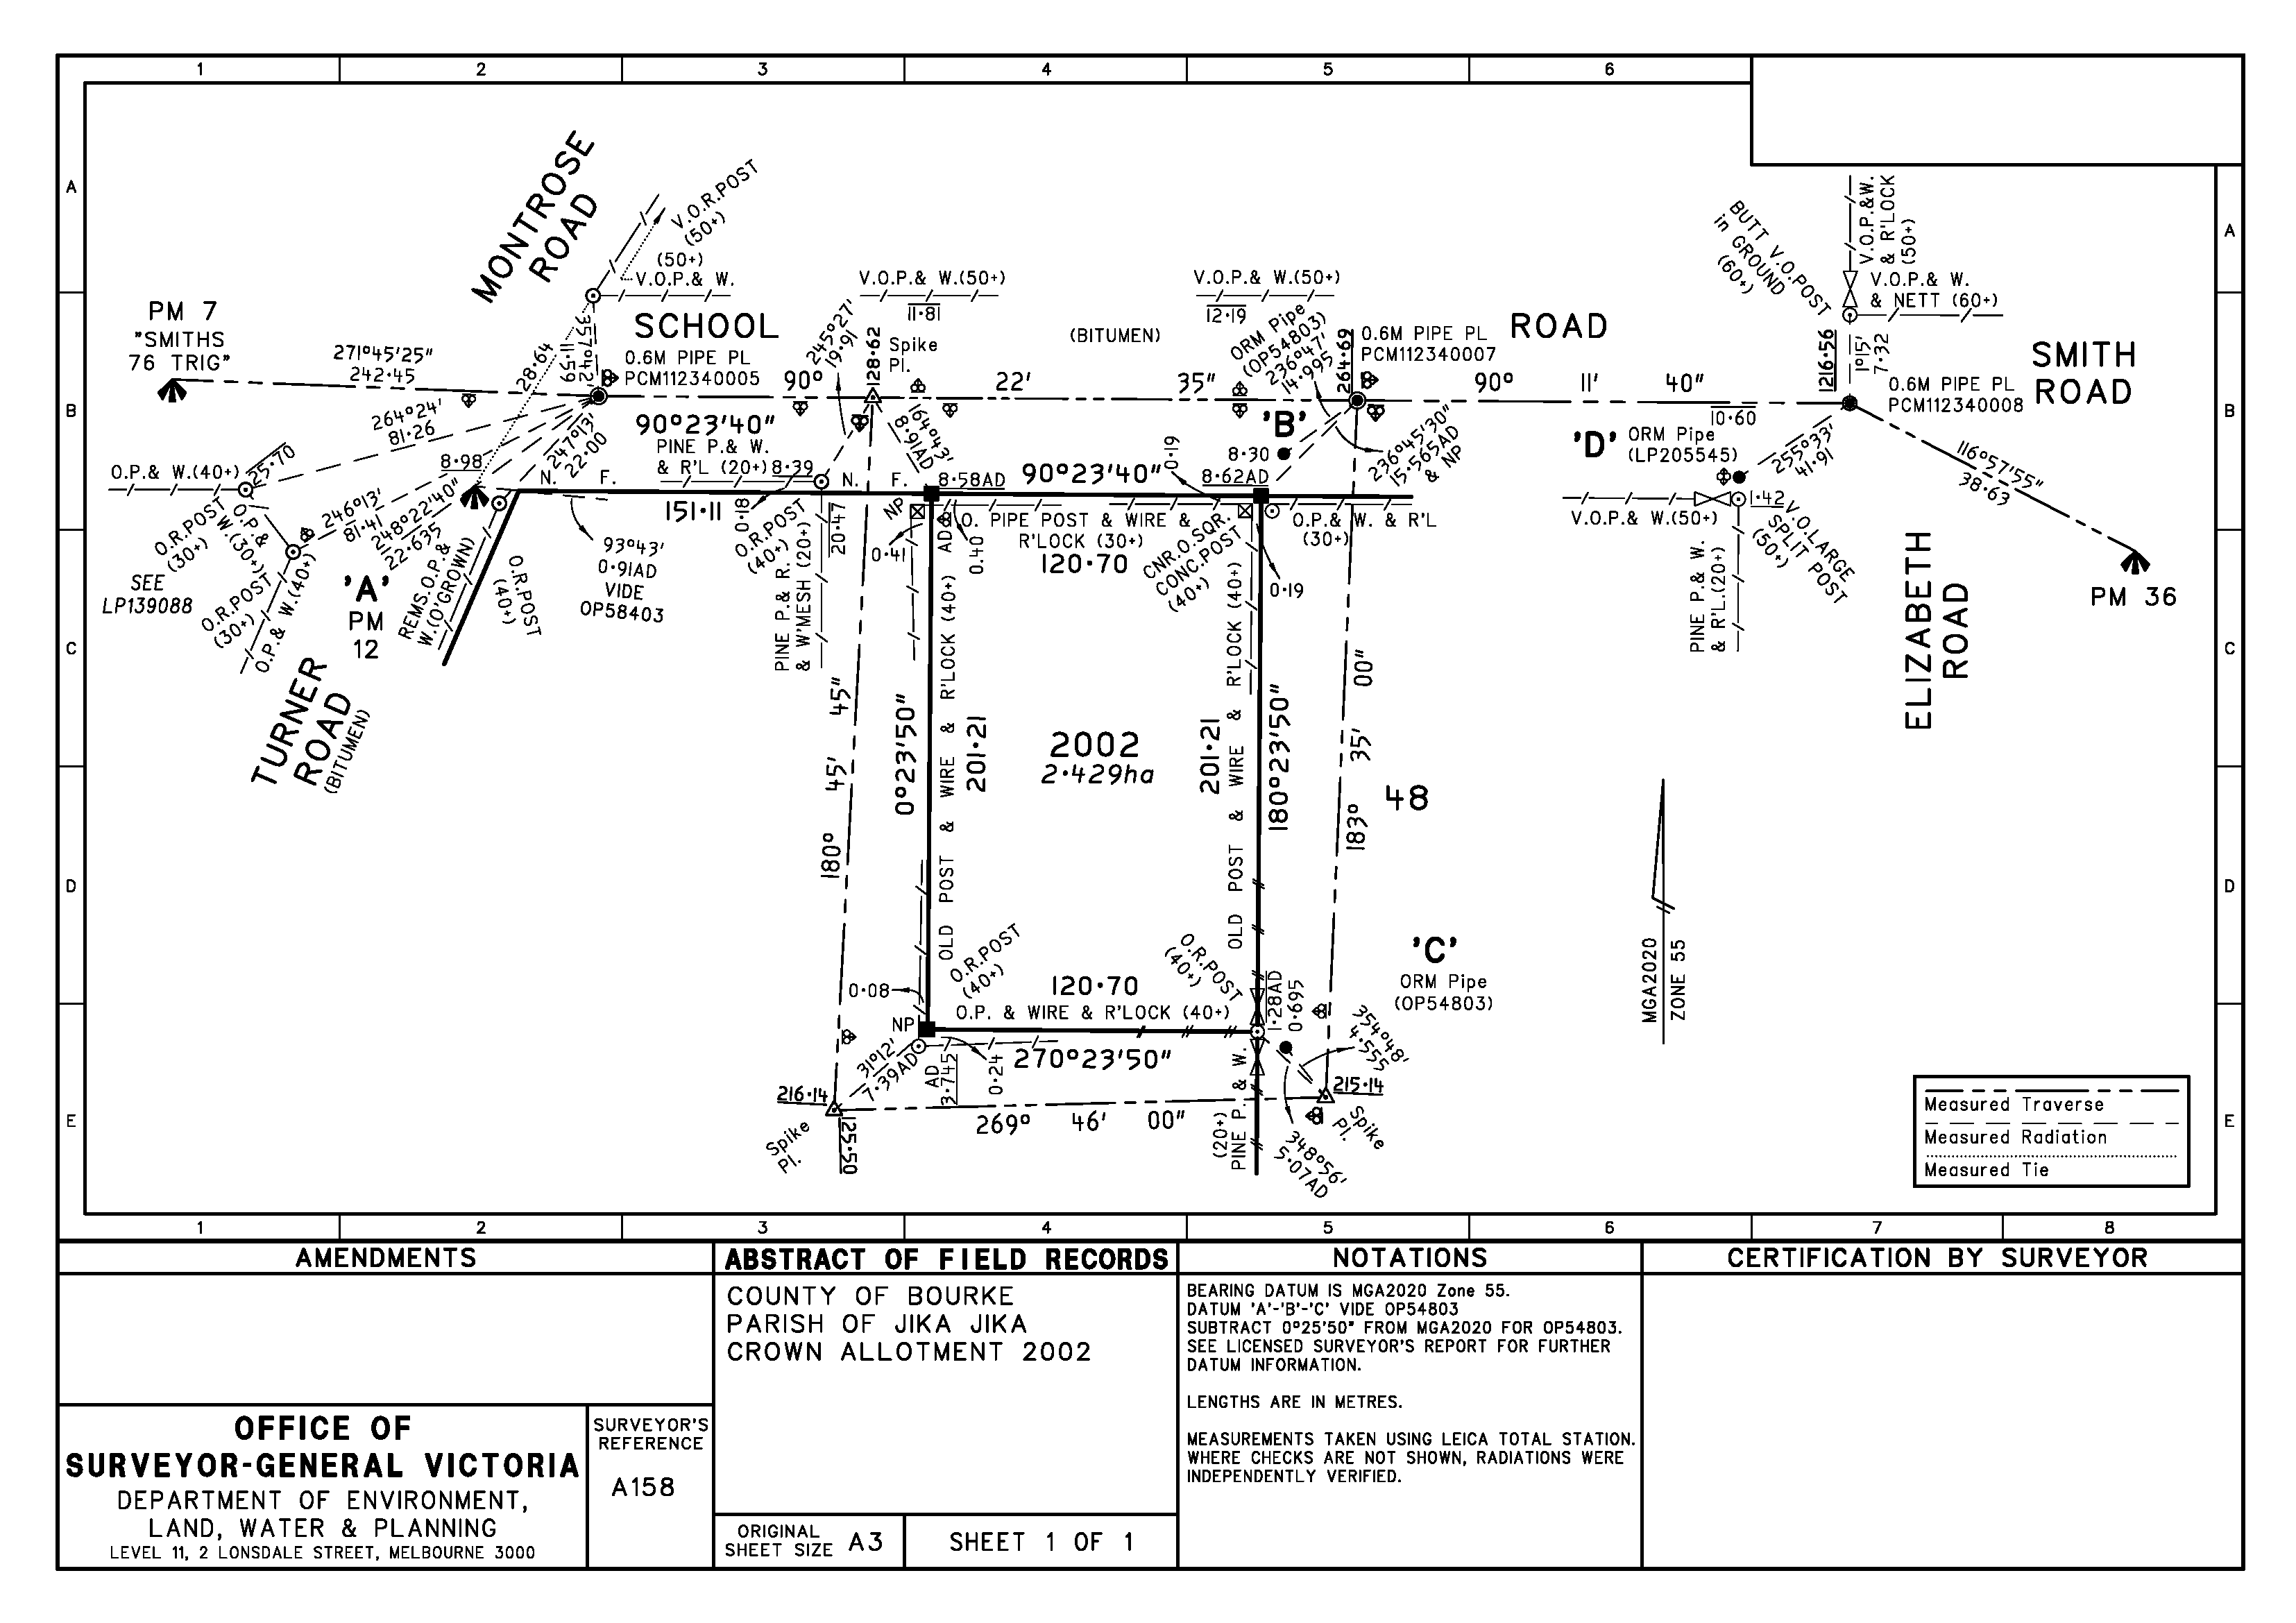 1 2 3 4 5 6
A
B
C
D
E
A
B
C
D
E
MONTROSE
ROAD
V.O.R.POST
(50+)
(50+)
V.O.P.& W.
V.O.P.& W.(50+)
11·81
V.O.P.& W.(50+)
12·19
BUTT V.O.POST
in GROUND
(60+)
V.O.P.&W.
& R'LOCK
(50+)
V.O.P.& W.
& NETT (60+)
PM 7
"SMITHS
76 TRIG"
271°45'25"
242·45
28·64
357°42'
11·59
SCHOOL
0.6M PIPE PL
PCM112340005
245°27'
19·91
128·62
Spike
Pl.
(BITUMEN)
ORM Pipe
(OP54803)
236°47'
14·995
264·69
0.6M PIPE PL
PCM112340007
ROAD
1216·56
1°15'
7·32
SMITH
ROAD
0.6M PIPE PL
PCM112340008
90° 22' 35"
90° 11' 40"
264°24'
81·26
247°13'
22·00
90°23'40"
PINE P.& W.
& R'L (20+)
8·39
164°43'
8·91AD
0·19
'B'
8·30
236°45'30"
15·565AD
& NP
10·60
'D'
ORM Pipe
(LP205545)
255°33'
41·91
116°57'55"
38·63
PM 36
O.P.& W.(40+)
25·70
8·98
N. F.
N. F.
8·58AD
90°23'40"
8·62AD
246°13'
81·41
248°22'40"
22·635
O.R.POST
(30+)
O.P.&
W.(30+)
SEE
LP139088
O.R.POST
(30+)
O.P.& W.(40+)
'A'
PM
12
REMS.O.P.&
W.(O'GROWN)
O.R.POST
(40+)
93°43'
0·91AD
VIDE
OP58403
151·11
0·18
O.R.POST
(40+)
20·47
PINE P.& R.
& W'MESH (20+)
NP
0·41
AD
0·40
O. PIPE POST & WIRE &
R'LOCK (30+)
120·70
CNR.O.SQR.
CONC.POST
(40+)
0·19
O.P.& W. & R'L
(30+)
V.O.P.& W.(50+)
1·42
V.O.LARGE
SPLIT POST
(50+)
PINE P.& W.
& R'L.(20+)
ELIZABETH
ROAD
TURNER
ROAD
(BITUMEN)
180° 45' 45"
0°23'50"
201·21
OLD POST & WIRE & R'LOCK (40+)
2002
2·429ha
201·21
OLD POST & WIRE & R'LOCK (40+)
180°23'50"
183° 35' 00"
48
MGA2020
ZONE 55
'C'
ORM Pipe
(OP54803)
O.R.POST
(40+)
O.R.POST
(40+)
0·08
NP
120·70
O.P. & WIRE & R'LOCK (40+)
1·28AD
0·695
354°48'
4·555
31°12'
7·39AD
AD
3·745
0·24
270°23'50"
PINE P. & W.
(20+)
216·14
215·14
Spike
Pl.
125·50
269° 46' 00"
348°56'
5·07AD
Spike
Pl.
Measured Traverse
Measured Radiation
Measured Tie
1 2 3 4 5 6 7 8
AMENDMENTS
OFFICE OF
SURVEYOR-GENERAL VICTORIA
DEPARTMENT OF ENVIRONMENT,
LAND, WATER & PLANNING
LEVEL 11, 2 LONSDALE STREET, MELBOURNE 3000
SURVEYOR'S
REFERENCE
A158
ABSTRACT OF FIELD RECORDS
COUNTY OF BOURKE
PARISH OF JIKA JIKA
CROWN ALLOTMENT 2002
ORIGINAL
SHEET SIZE A3
SHEET 1 OF 1
NOTATIONS
BEARING DATUM IS MGA2020 Zone 55.
DATUM 'A'-'B'-'C' VIDE OP54803
SUBTRACT 0°25'50" FROM MGA2020 FOR OP54803.
SEE LICENSED SURVEYOR'S REPORT FOR FURTHER
DATUM INFORMATION.
LENGTHS ARE IN METRES.
MEASUREMENTS TAKEN USING LEICA TOTAL STATION.
WHERE CHECKS ARE NOT SHOWN, RADIATIONS WERE
INDEPENDENTLY VERIFIED.
CERTIFICATION BY SURVEYOR